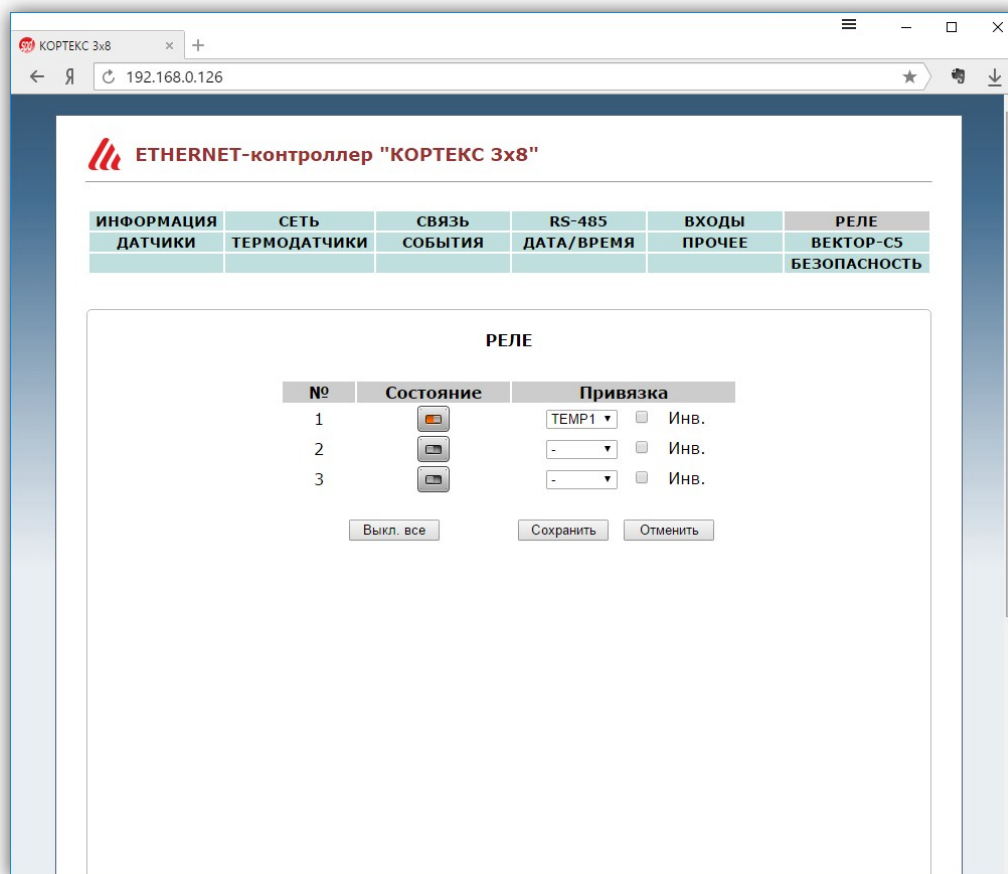 КОРТЕКС 3x8
192.168.0.126
ETHERNET-контроллер "КОРТЕКС 3x8"
ИНФОРМАЦИЯ СЕТЬ СВЯЗЬ RS-485 ВХОДЫ РЕЛЕ
ДАТЧИКИ ТЕРМОДАТЧИКИ СОБЫТИЯ ДАТА/ВРЕМЯ ПРОЧЕЕ ВЕКТОР-С5
БЕЗОПАСНОСТЬ
РЕЛЕ
№ Состояние Привязка
1 TEMP1 Инв.
2 - Инв.
3 - Инв.
Выкл. все Сохранить Отменить